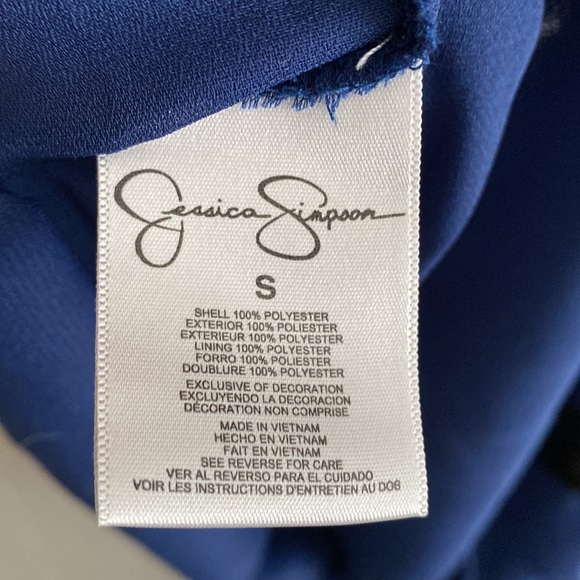 Jessica Simpson
S
SHELL 100% POLYESTER
EXTERIOR 100% POLIESTER
EXTERIEUR 100% POLYESTER
LINING 100% POLYESTER
FORRO 100% POLIESTER
DOUBLURE 100% POLYESTER
EXCLUSIVE OF DECORATION
EXCLUYENDO LA DECORACION
DÉCORATION NON COMPRISE
MADE IN VIETNAM
HECHO EN VIETNAM
FAIT EN VIETNAM
SEE REVERSE FOR CARE
VER AL REVERSO PARA EL CUIDADO
VOIR LES INSTRUCTIONS D'ENTRETIEN AU DOS